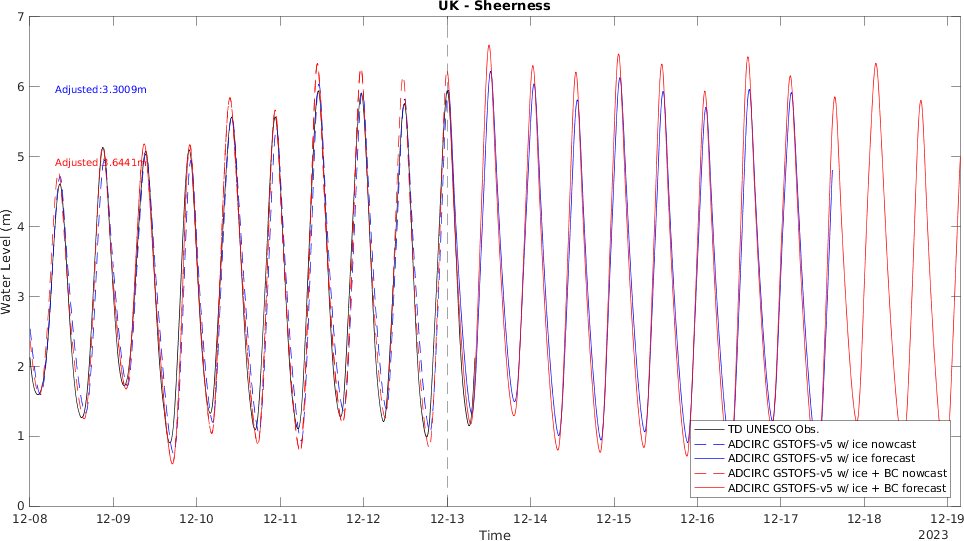 UK - Sheerness
7
6
5
4
3
2
1
0
Water Level (m)
Adjusted:3.3009m
Adjusted:3.6441m
TD UNESCO Obs.
ADCIRC GSTOFS-v5 w/ ice nowcast
ADCIRC GSTOFS-v5 w/ ice forecast
ADCIRC GSTOFS-v5 w/ ice + BC nowcast
ADCIRC GSTOFS-v5 w/ ice + BC forecast
12-08 12-09 12-10 12-11 12-12 12-13 12-14 12-15 12-16 12-17 12-18 12-19
Time
2023